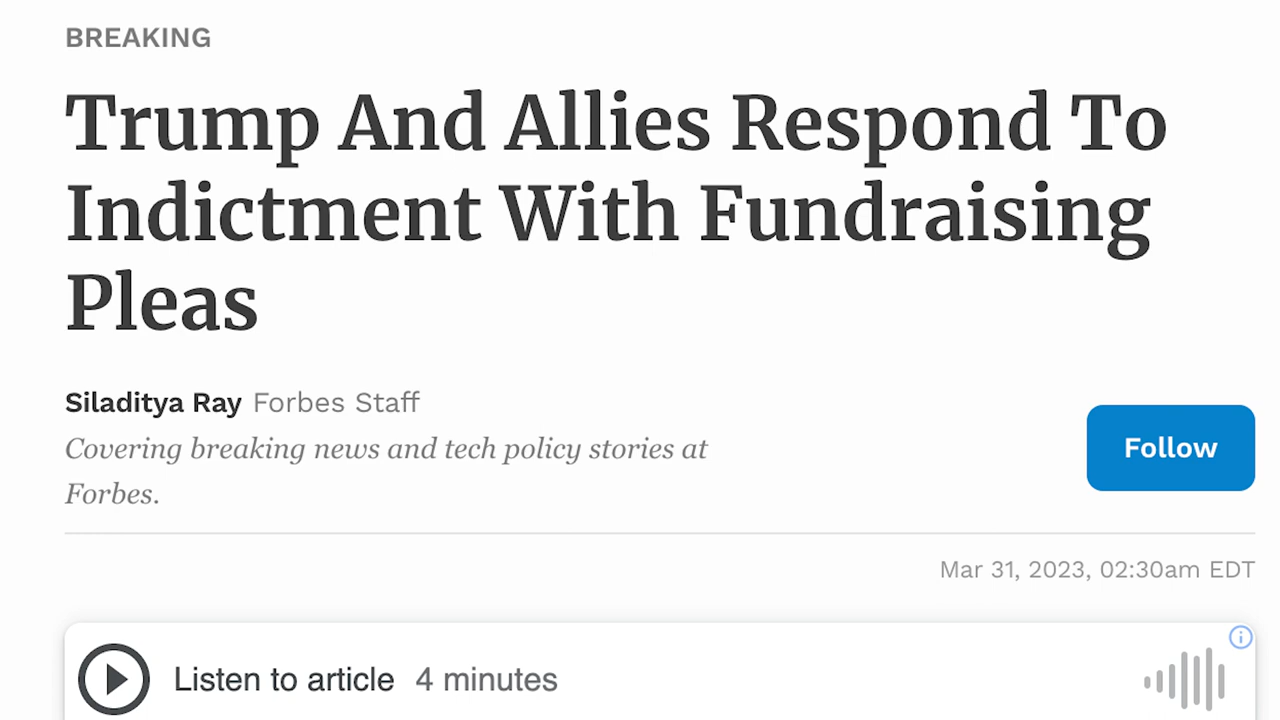 BREAKING
Trump And Allies Respond To
Indictment With Fundraising
Pleas
Siladitya Ray Forbes Staff
Covering breaking news and tech policy stories at
Forbes.
Follow
Mar 31, 2023, 02:30am EDT
Listen to article 4 minutes